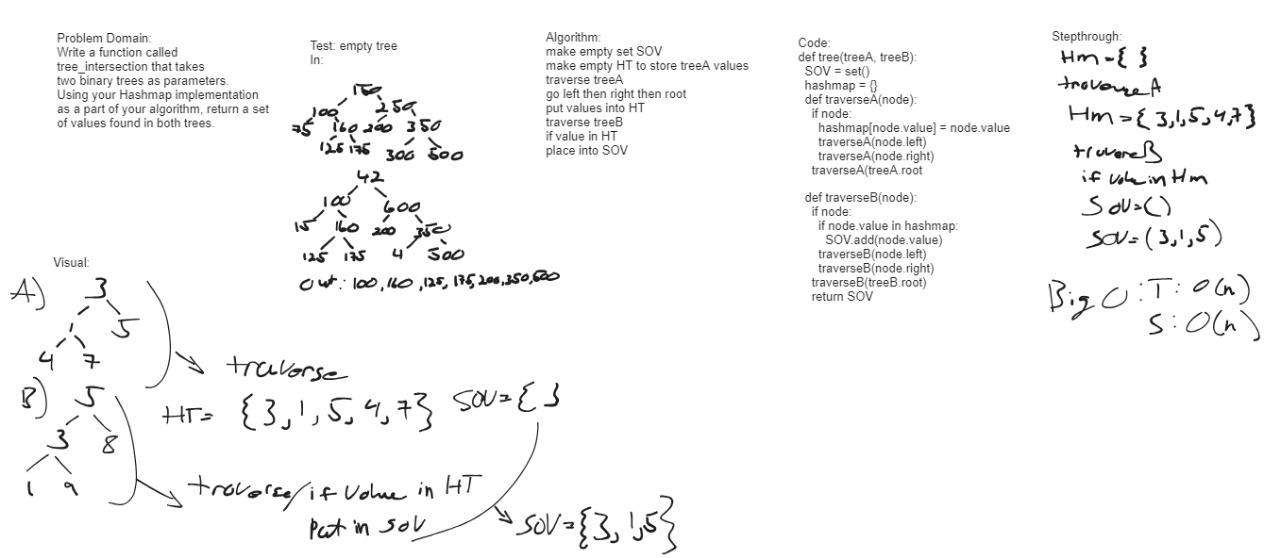 Problem Domain:
Write a function called
tree_intersection that takes
two binary trees as parameters.
Using your Hashmap implementation
as a part of your algorithm, return a set
of values found in both trees.
Test: empty tree
In:
150
100 250
75 160 200 350
125 175 300 500
42
100 600
15 160 200 350
125 175 4 500
out: 100, 160, 125, 175, 200, 350, 500
Algorithm:
make empty set SOV
make empty HT to store treeA values
traverse treeA
go left then right then root
put values into HT
traverse treeB
if value in HT
place into SOV
Code:
def tree(treeA, treeB):
SOV = set()
hashmap = {}
def traverseA(node):
if node:
hashmap[node.value] = node.value
traverseA(node.left)
traverseA(node.right)
traverseA(treeA.root
def traverseB(node):
if node:
if node.value in hashmap:
SOV.add(node.value)
traverseB(node.left)
traverseB(node.right)
traverseB(treeB.root)
return SOV
Stepthrough:
Hm = { }
traverse A
Hm = { 3,1,5,4,7}
traverse B
if value in Hm
SOV = ()
SOV = (3,1,5)
Big O : T : O(n)
S : O(n)
Visual:
A) 3
1 5
4 7
traverse
HT= {3,1,5,4,7} SOV={ }
B) 5
3 8
1 9
traverse/if value in HT
Put in SOV
SOV={3,1,5}